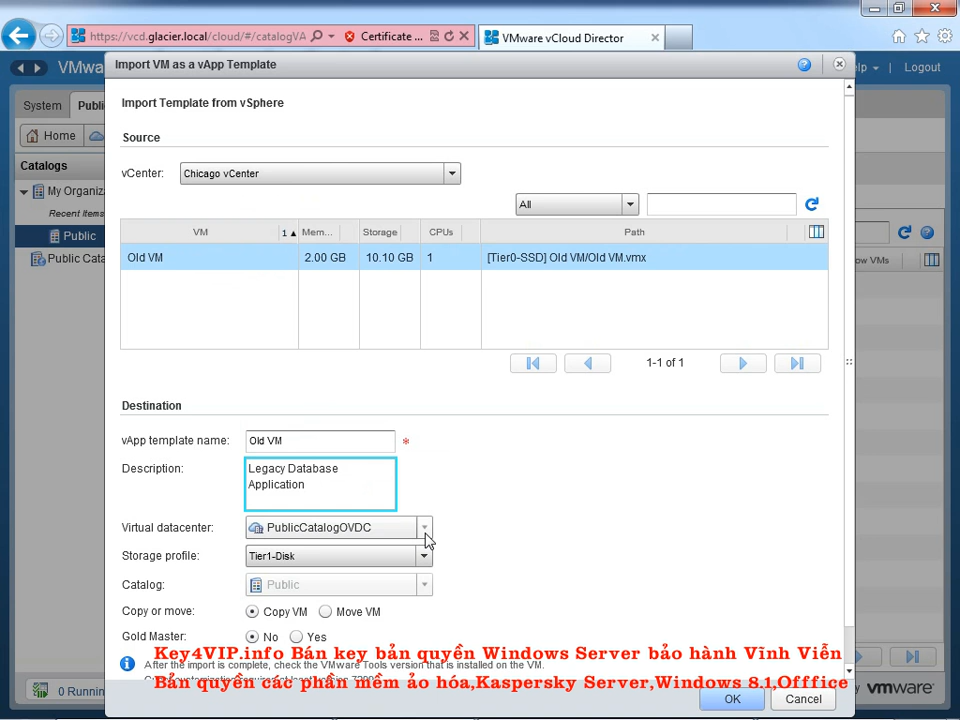 https://vcd.glacier.local/cloud/#/catalogVA
Certificate ...
VMware vCloud Director
VMwa
Import VM as a vApp Template
elp
Logout
System
Publi
Import Template from vSphere
Home
Source
Catalogs
vCenter:
Chicago vCenter
My Organiza
All
Recent Items
Public
VM
1
Mem...
Storage
CPUs
Path
Public Cata
Old VM
2.00 GB
10.10 GB
1
[Tier0-SSD] Old VM/Old VM.vmx
ow VMs
1-1 of 1
Destination
vApp template name:
Old VM
*
Description:
Legacy Database
Application
Virtual datacenter:
PublicCatalogOVDC
Storage profile:
Tier1-Disk
Catalog:
Public
Copy or move:
Copy VM
Move VM
Gold Master:
No
Yes
Key4VIP.info Bán key bản quyền Windows Server bảo hành Vĩnh Viễn
After the import is complete, check the VMware Tools version that is installed on the VM.
Bản quyền các phần mềm ảo hóa,Kaspersky Server,Windows 8.1,Offfice
0 Runnin
OK
Cancel
vmware